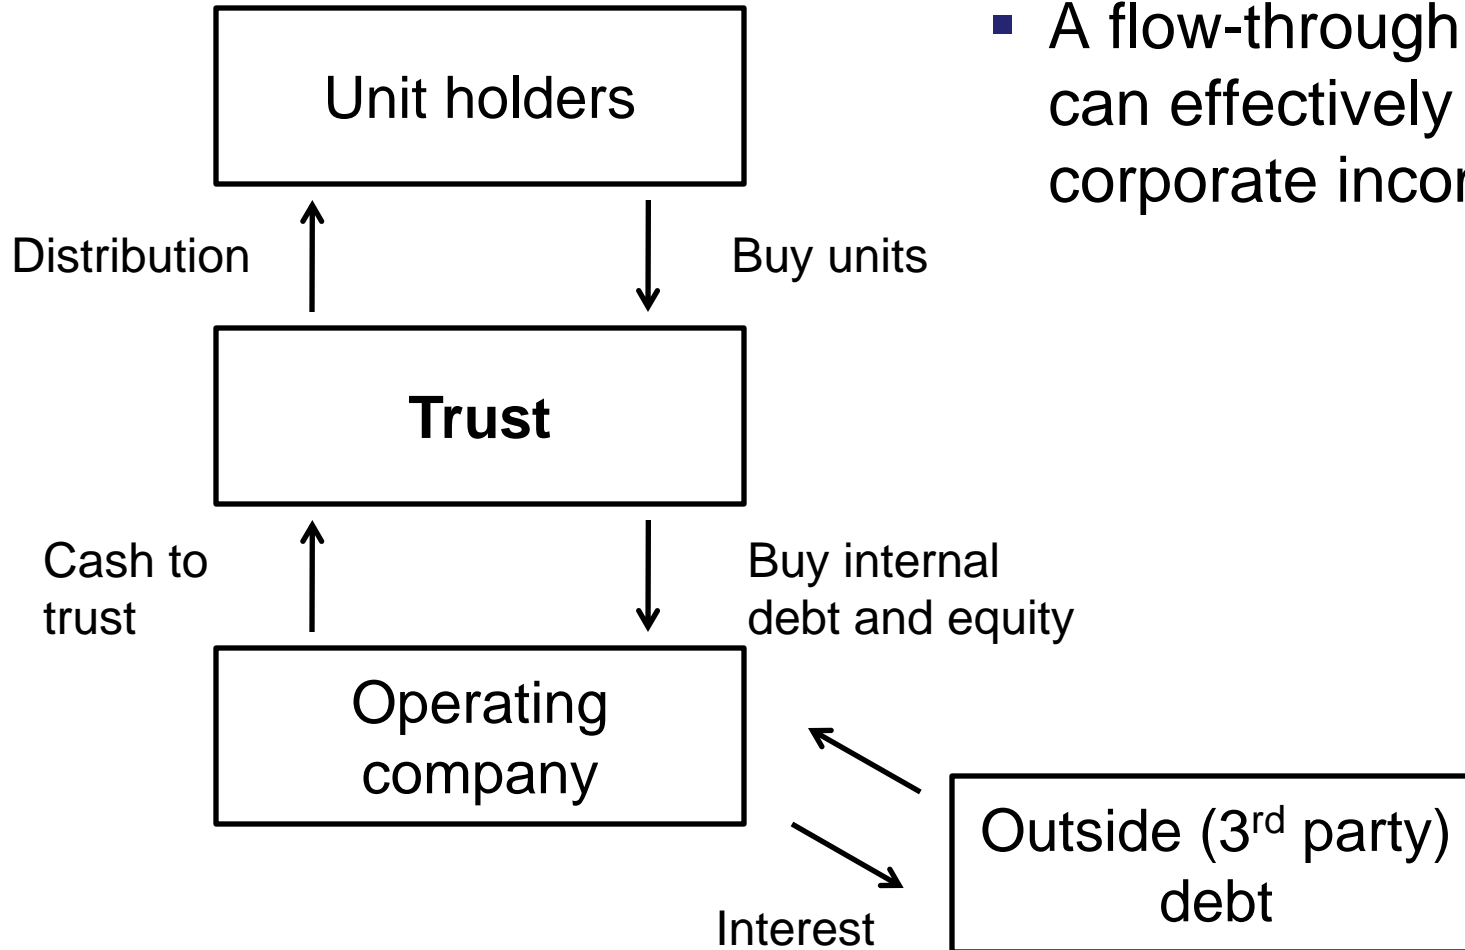 Unit holders
▪ A flow-through
can effectively
corporate
Distribution
Buy units
Trust
Cash to
trust
Buy internal
debt and equity
Operating
company
Outside (3rd party)
debt
Interest